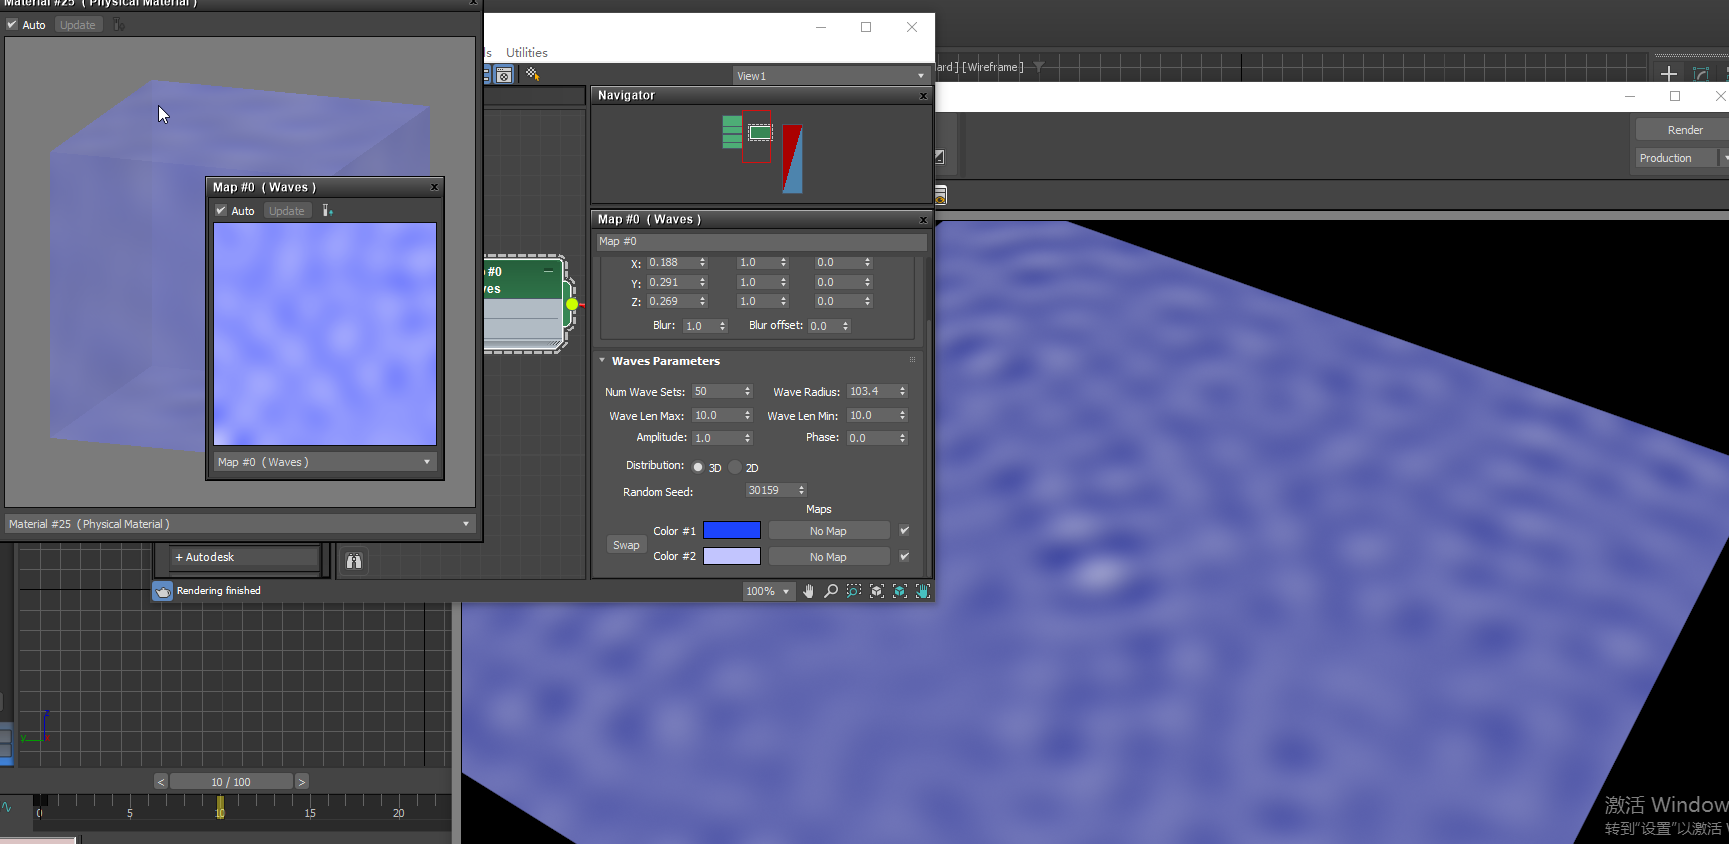 Material #25 ( Physical Material )
Auto
Update
Utilities
View1
[Wireframe ]
Navigator
Render
Production
Map #0 ( Waves )
Auto
Update
Map #0 ( Waves )
Map #0 ( Waves )
Map #0
X: 0.188 1.0 0.0
Y: 0.291 1.0 0.0
Z: 0.269 1.0 0.0
Blur: 1.0 Blur offset: 0.0
Waves Parameters
Num Wave Sets: 50 Wave Radius: 103.4
Wave Len Max: 10.0 Wave Len Min: 10.0
Amplitude: 1.0 Phase: 0.0
Distribution: 3D 2D
Random Seed: 30159
Maps
Color #1 No Map
Swap
Color #2 No Map
#0
Material #25 ( Physical Material )
+ Autodesk
Rendering finished
100%
z
y
< 10 / 100 >
0 5 10 15 20
激活 Window
转到"设置"以激活